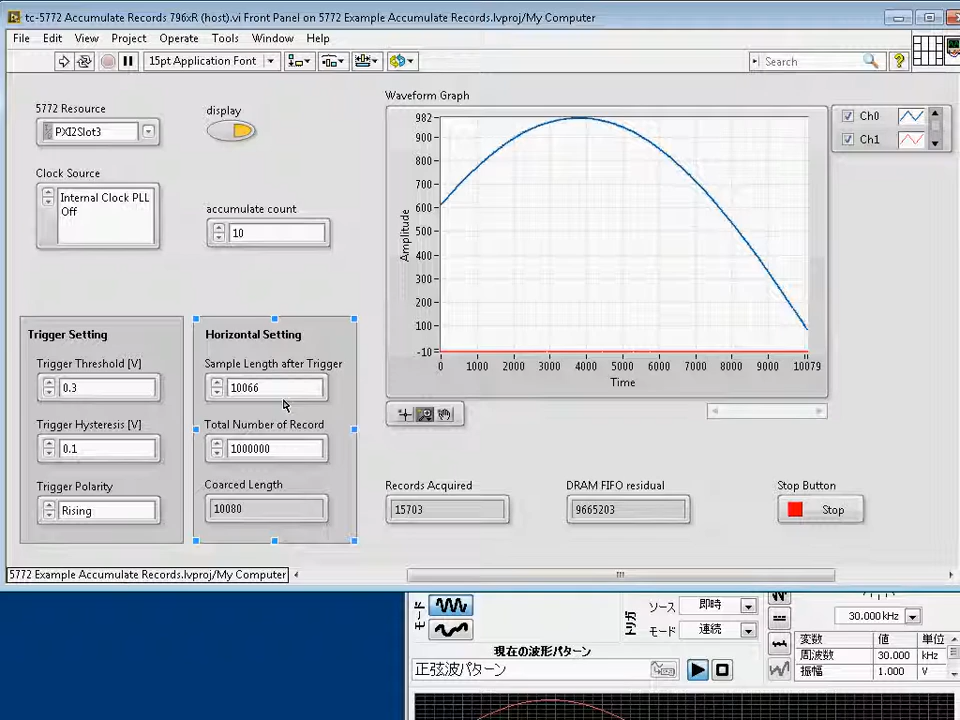 tc-5772 Accumulate Records 796xR (host).vi Front Panel on 5772 Example Accumulate Records.lvproj/My Computer
File Edit View Project Operate Tools Window Help
15pt Application Font
Search
?
5772 Resource
PXI2Slot3
display
Clock Source
Internal Clock PLL
Off
accumulate count
10
Waveform Graph
Ch0
Ch1
Amplitude
982
900
800
700
600
500
400
300
200
100
-10
0 1000 2000 3000 4000 5000 6000 7000 8000 9000 10079
Time
Trigger Setting
Trigger Threshold [V]
0.3
Trigger Hysteresis [V]
0.1
Trigger Polarity
Rising
Horizontal Setting
Sample Length after Trigger
10066
Total Number of Record
1000000
Coarced Length
10080
Records Acquired
15703
DRAM FIFO residual
9665203
Stop Button
Stop
5772 Example Accumulate Records.lvproj/My Computer
トリガ
ソース 即時
モード 連続
現在の波形パターン
正弦波パターン
30.000kHz
変数 値 単位
周波数 30.000 kHz
振幅 1.000 V